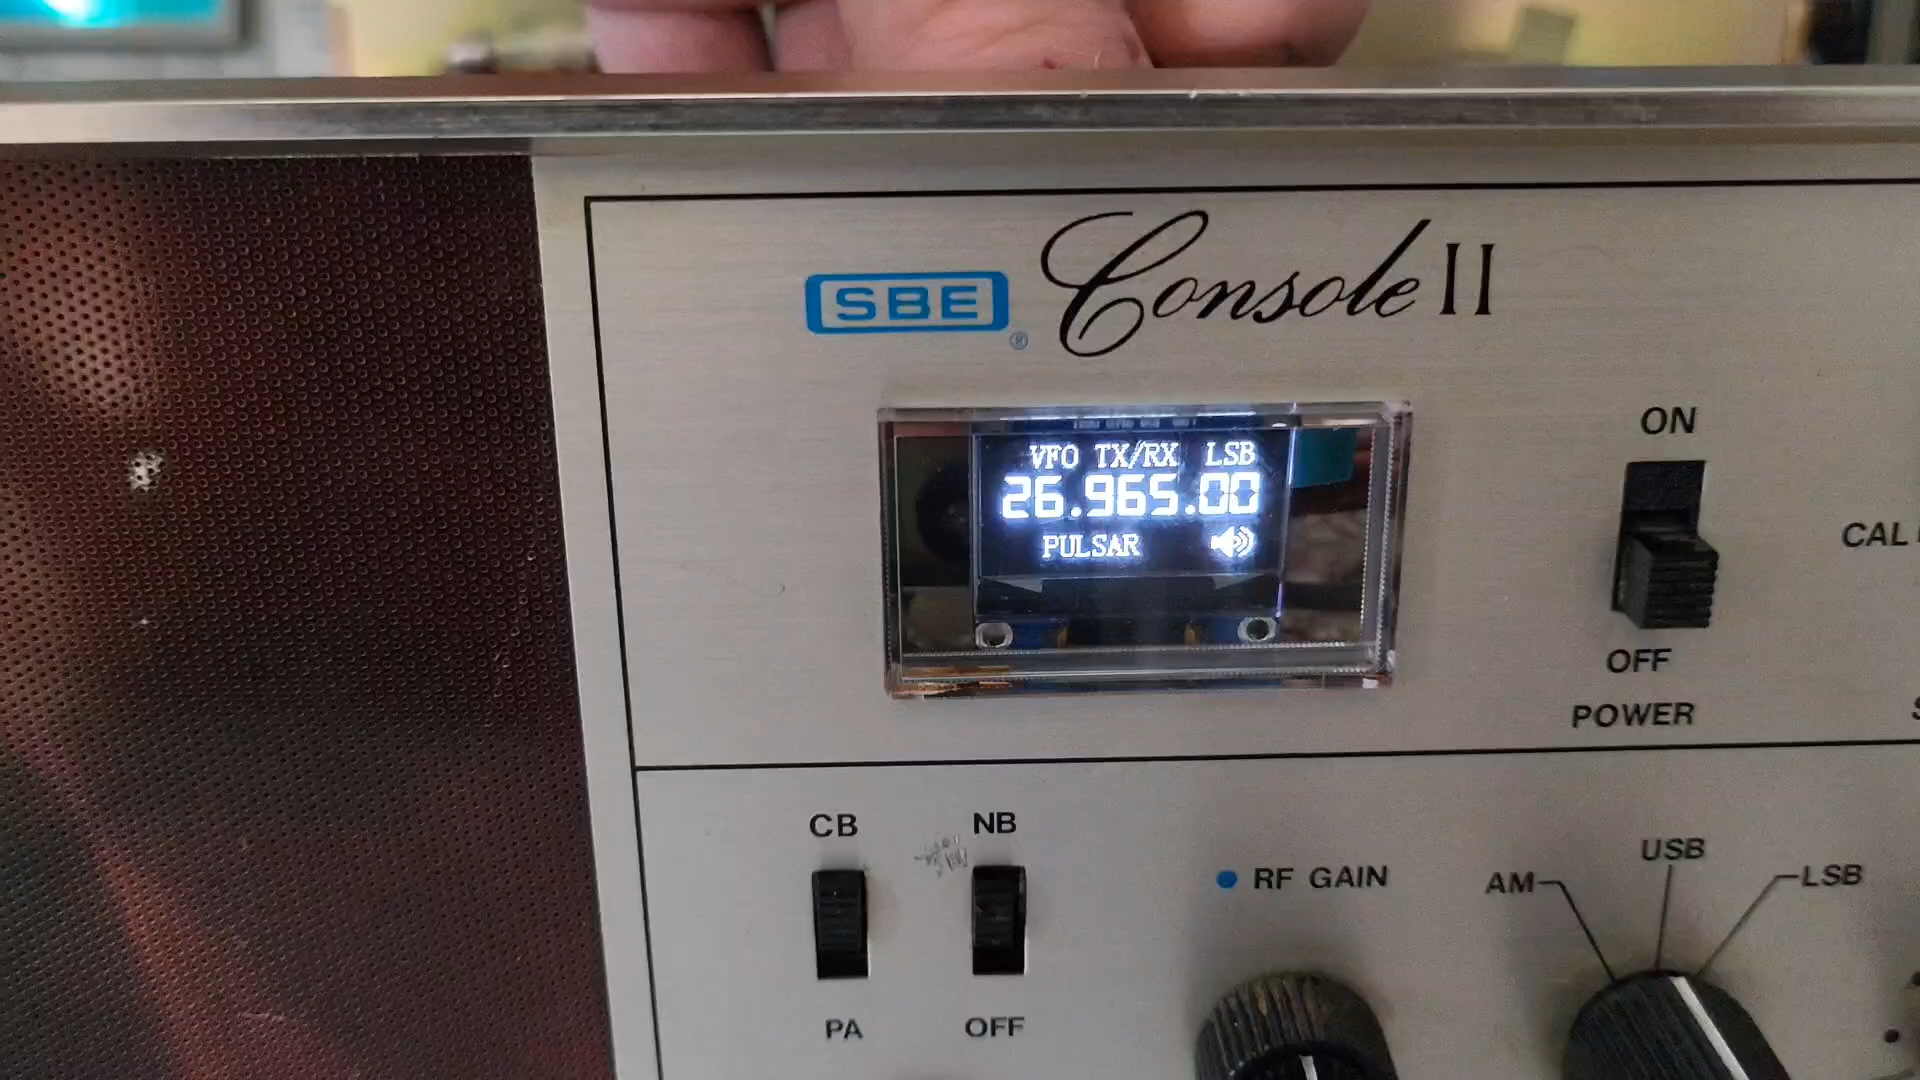 SBE ® Console II
VFO TX/RX LSB
26.965.00
PULSAR
ON
OFF
POWER
CAL
CB
NB
PA
OFF
RF GAIN
AM
USB
LSB